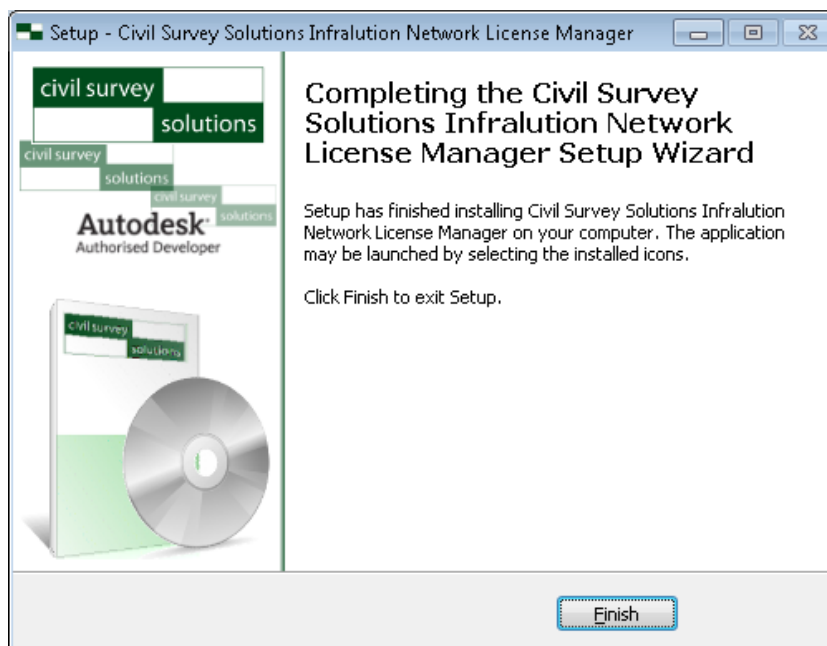 Setup - Civil Survey Solutions Infralution Network License Manager
civil survey
solutions
civil survey
solutions
civil survey
solutions
Autodesk
Authorised Developer
civil survey
solutions
Completing the Civil Survey
Solutions Infralution Network
License Manager Setup Wizard
Setup has finished installing Civil Survey Solutions Infralution
Network License Manager on your computer. The application
may be launched by selecting the installed icons.
Click Finish to exit Setup.
Finish